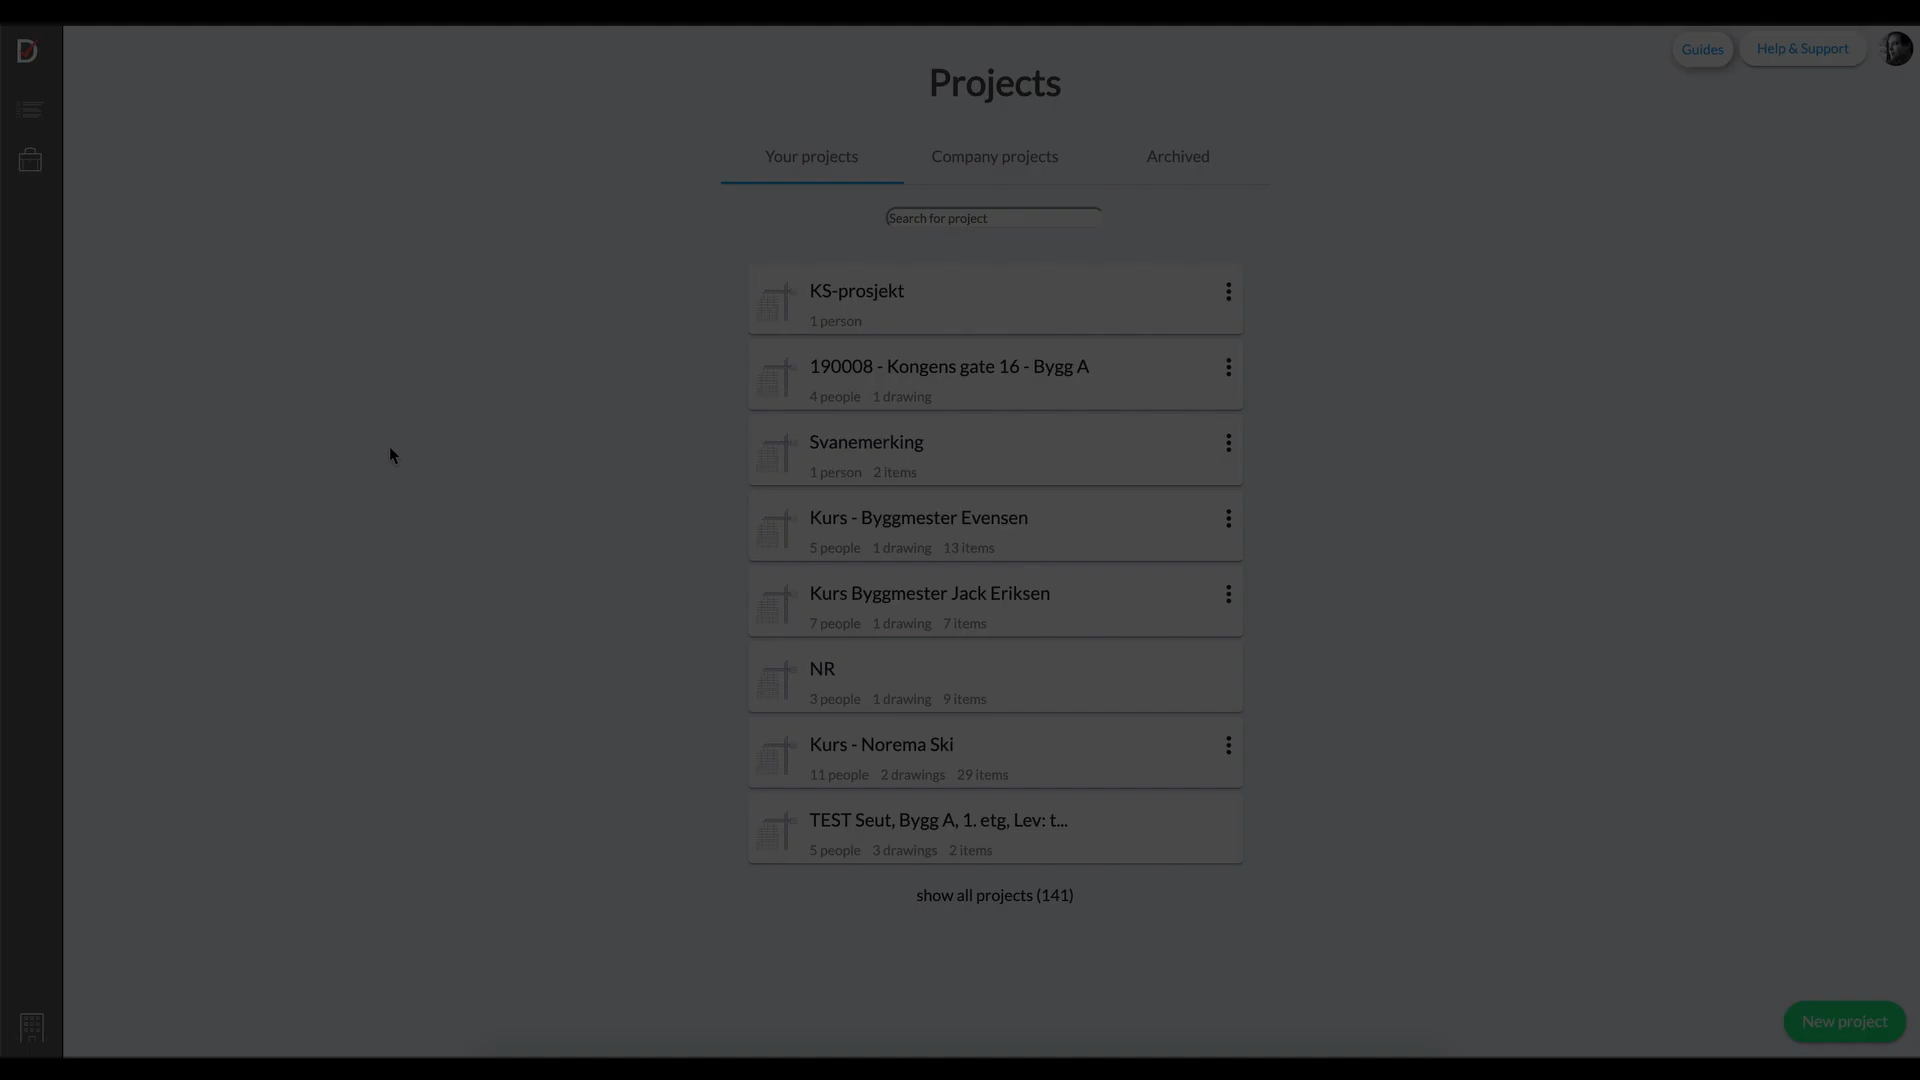 D
Guides
Help & Support
Projects
Your projects
Company projects
Archived
Search for project
KS-prosjekt
1 person
190008 - Kongens gate 16 - Bygg A
4 people 1 drawing
Svanemerking
1 person 2 items
Kurs - Byggmester Evensen
5 people 1 drawing 13 items
Kurs Byggmester Jack Eriksen
7 people 1 drawing 7 items
NR
3 people 1 drawing 9 items
Kurs - Norema Ski
11 people 2 drawings 29 items
TEST Seut, Bygg A, 1. etg, Lev: t...
5 people 3 drawings 2 items
show all projects (141)
New project